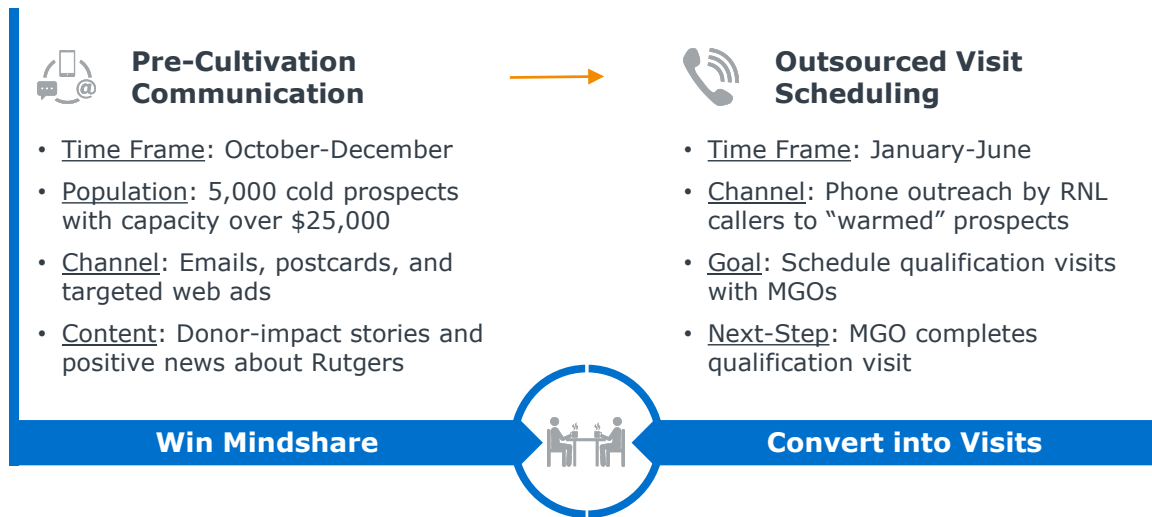 Pre-Cultivation
Communication
• Time Frame: October-December
• Population: 5,000 cold prospects
with capacity over $25,000
• Channel: Emails, postcards, and
targeted web ads
• Content: Donor-impact stories and
positive news about Rutgers
Win Mindshare
Outsourced Visit
Scheduling
• Time Frame: January-June
• Channel: Phone outreach by RNL
callers to “warmed” prospects
• Goal: Schedule qualification visits
with MGOs
• Next-Step: MGO completes
qualification visit
Convert into Visits